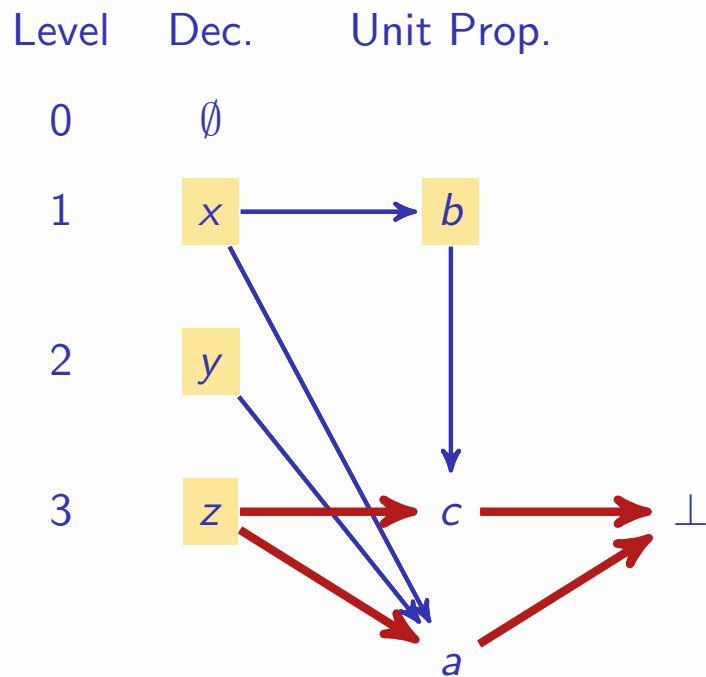 Level Dec. Unit Prop.
0 ∅
1 x b
2 y
3 z c ⊥
a